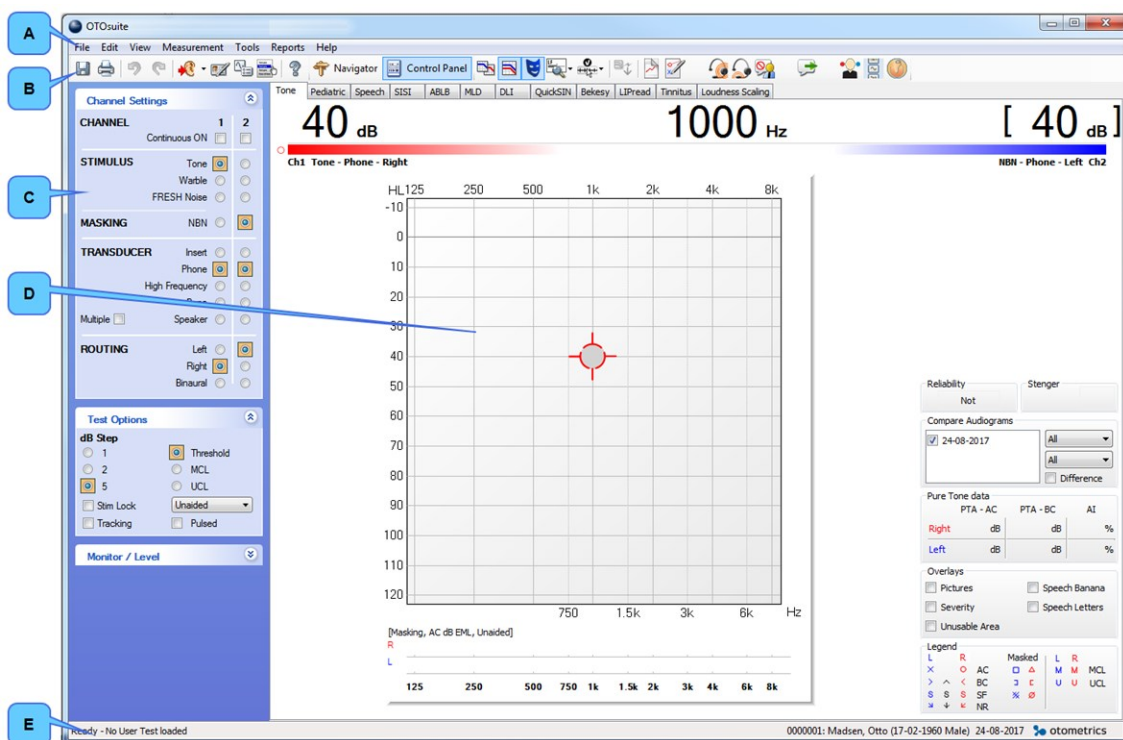 A
B
C
D
E
OTOsuite
File Edit View Measurement Tools Reports Help
Navigator Control Panel
Channel Settings
CHANNEL 1 2
Continuous ON
STIMULUS Tone
Warble
FRESH Noise
MASKING NBN
TRANSDUCER Insert
Phone
High Frequency
Multiple Speaker
ROUTING Left
Right
Binaural
Test Options
dB Step
1 Threshold
2 MCL
5 UCL
Stim Lock Unaided
Tracking Pulsed
Monitor / Level
Tone Pediatric Speech SISI ABLB MLD DLI QuickSIN Bekesy LIPread Tinnitus Loudness Scaling
40 dB 1000 Hz [ 40 dB ]
Ch1 Tone - Phone - Right NBN - Phone - Left Ch2
HL 125 250 500 1k 2k 4k 8k
-10
0
10
20
30
40
50
60
70
80
90
100
110
120
750 1.5k 3k 6k Hz
[Masking, AC dB EML, Unaided]
R
L
125 250 500 750 1k 1.5k 2k 3k 4k 6k 8k
Reliability Stenger
Not
Compare Audiograms
24-08-2017 All
All
Difference
Pure Tone data
PTA - AC PTA - BC AI
Right dB dB %
Left dB dB %
Overlays
Pictures Speech Banana
Severity Speech Letters
Unusable Area
Legend
L R Masked L R
X O AC M M MCL
> ^ < BC U U UCL
S S S SF
NR
Ready - No User Test loaded 0000001: Madsen, Otto (17-02-1960 Male) 24-08-2017 otometrics